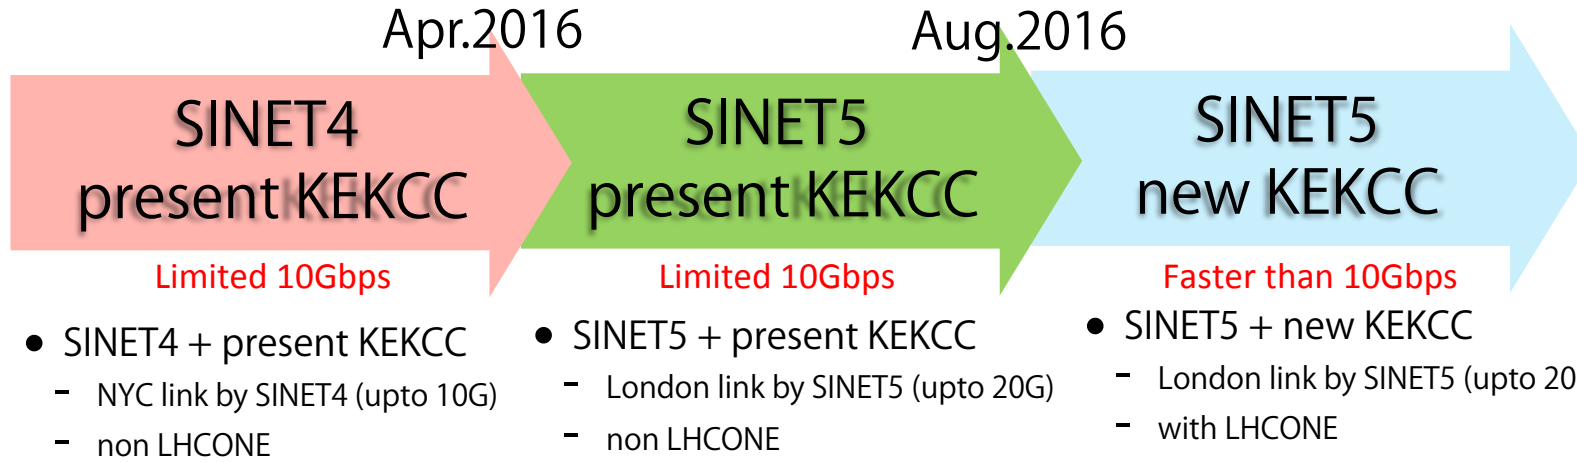 Apr.2016
Aug.2016
SINET4
present KEKCC
SINET5
present KEKCC
SINET5
new KEKCC
Limited 10Gbps
Limited 10Gbps
Faster than 10Gbps
• SINET4 + present KEKCC
- NYC link by SINET4 (upto 10G)
- non LHCONE
• SINET5 + present KEKCC
- London link by SINET5 (upto 20G)
- non LHCONE
• SINET5 + new KEKCC
- London link by SINET5 (upto 20
- with LHCONE